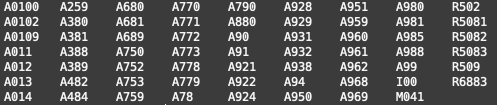 A0100 A259 A680 A770 A790 A928 A951 A980 R502
A0102 A380 A681 A771 A880 A929 A959 A981 R5081
A0109 A381 A689 A772 A90 A931 A960 A985 R5082
A011 A388 A750 A773 A91 A932 A961 A988 R5083
A012 A389 A752 A778 A921 A938 A962 A99 R509
A013 A482 A753 A779 A922 A94 A968 I00 R6883
A014 A484 A759 A78 A924 A950 A969 M041